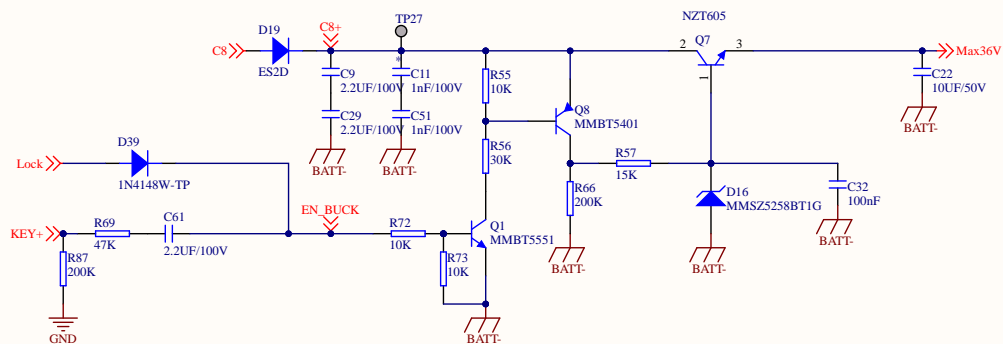 NZT605
TP27
D19
C8+
Q7
C8
2
3
Max36V
ES2D
*
C9
2.2UF/100V
C11
1nF/100V
R55
10K
1
C22
10UF/50V
Q8
MMBT5401
C29
2.2UF/100V
C51
1nF/100V
BATT-
D39
R56
30K
R57
15K
Lock
BATT-
BATT-
1N4148W-TP
R66
200K
D16
MMSZ5258BT1G
C32
100nF
EN_BUCK
KEY+
R69
47K
C61
2.2UF/100V
R72
10K
Q1
MMBT5551
BATT-
BATT-
BATT-
R87
200K
R73
10K
GND
BATT-